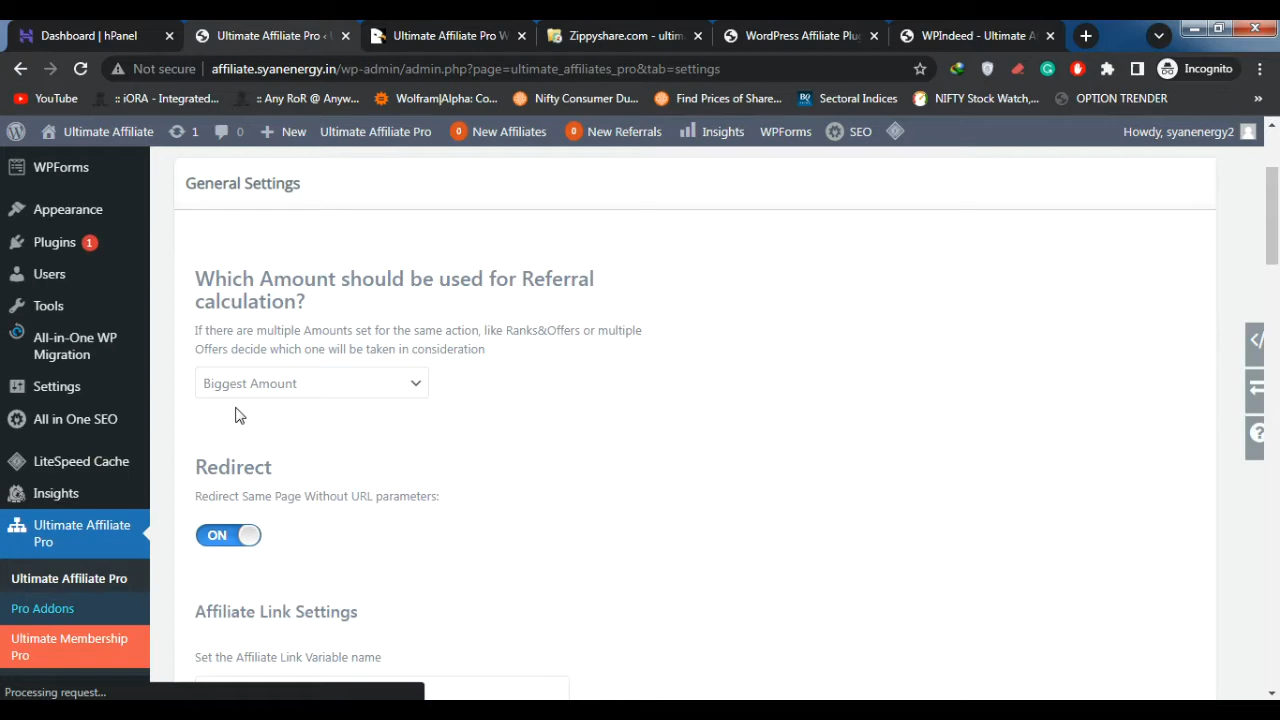 Dashboard | hPanel
Ultimate Affiliate Pro ‹ U
Ultimate Affiliate Pro W
Zippyshare.com - ultim
WordPress Affiliate Plug
WPIndeed - Ultimate A
Not secure
affiliate.syanenergy.in/wp-admin/admin.php?page=ultimate_affiliates_pro&tab=settings
Incognito
YouTube
:: iORA - Integrated...
:: Any RoR @ Anyw...
Wolfram|Alpha: Co...
Nifty Consumer Du...
Find Prices of Share...
Sectoral Indices
NIFTY Stock Watch,...
OPTION TRENDER
»
Ultimate Affiliate
1
0
New
Ultimate Affiliate Pro
0 New Affiliates
0 New Referrals
Insights
WPForms
SEO
Howdy, syanenergy2
WPForms
Appearance
Plugins 1
Users
Tools
All-in-One WP
Migration
Settings
All in One SEO
LiteSpeed Cache
Insights
Ultimate Affiliate
Pro
Ultimate Affiliate Pro
Pro Addons
Ultimate Membership
Pro
Processing request...
General Settings
Which Amount should be used for Referral
calculation?
If there are multiple Amounts set for the same action, like Ranks&Offers or multiple
Offers decide which one will be taken in consideration
Biggest Amount
Redirect
Redirect Same Page Without URL parameters:
ON
Affiliate Link Settings
Set the Affiliate Link Variable name